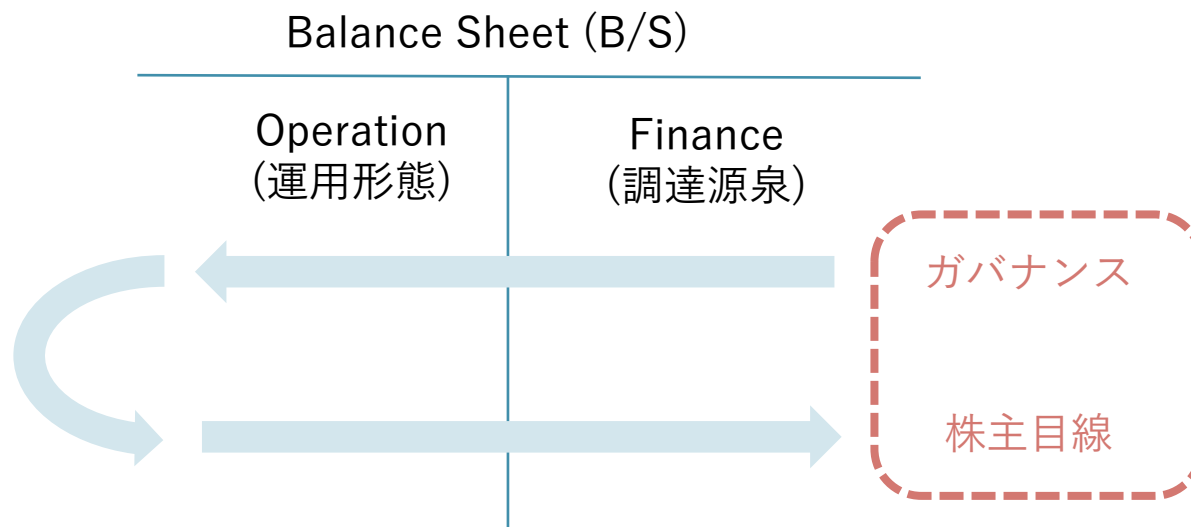 Balance Sheet (B/S)
Operation
(運用形態)
Finance
(調達源泉)
ガバナンス
株主目線